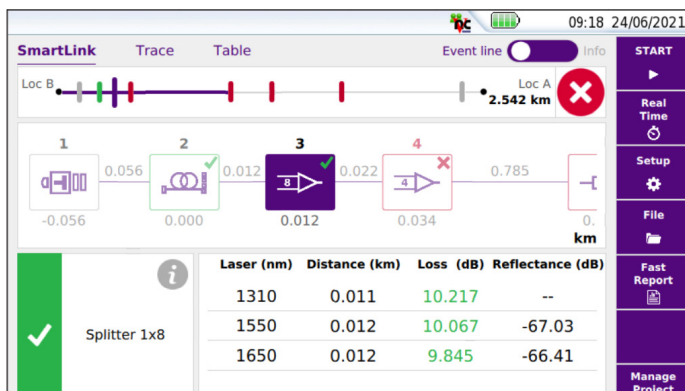 09:18 24/06/2021
SmartLink Trace Table Event line Info
START
Loc B
Loc A
2.542 km
Real
Time
1 2 3 4
0.056 0.012 0.022 0.785
8 4
-0.056 0.000 0.012 0.034 0.
km
Setup
File
Fast
Report
Manage
Project
Splitter 1x8
Laser (nm) Distance (km) Loss (dB) Reflectance (dB)
1310 0.011 10.217 --
1550 0.012 10.067 -67.03
1650 0.012 9.845 -66.41